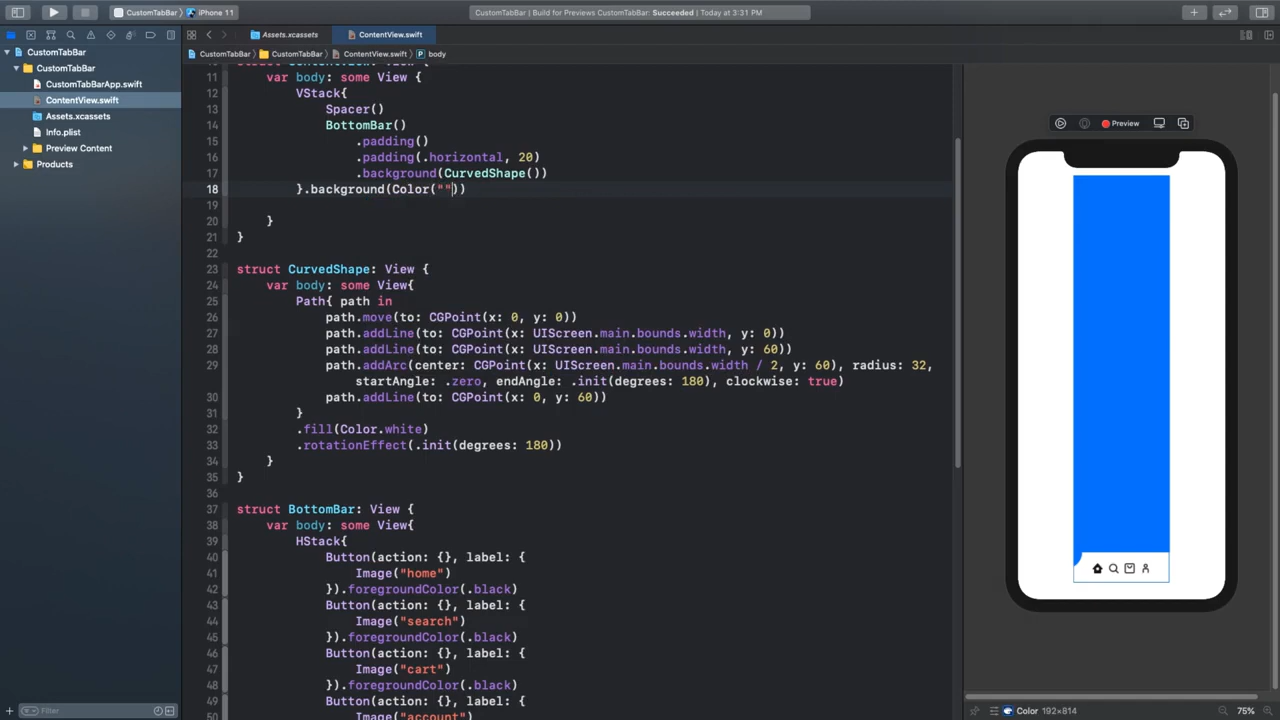 CustomTabBar
iPhone 11
CustomTabBar | Build for Previews CustomTabBar: Succeeded | Today at 3:31 PM
Assets.xcassets
ContentView.swift
CustomTabBar
CustomTabBar
CustomTabBar
ContentView.swift
body
CustomTabBar
CustomTabBarApp.swift
ContentView.swift
Assets.xcassets
Info.plist
Preview Content
Products
11 var body: some View {
12 VStack{
13 Spacer()
14 BottomBar()
15 .padding()
16 .padding(.horizontal, 20)
17 .background(CurvedShape())
18 }.background(Color(""))
19
20 }
21 }
22
23 struct CurvedShape: View {
24 var body: some View{
25 Path{ path in
26 path.move(to: CGPoint(x: 0, y: 0))
27 path.addLine(to: CGPoint(x: UIScreen.main.bounds.width, y: 0))
28 path.addLine(to: CGPoint(x: UIScreen.main.bounds.width, y: 60))
29 path.addArc(center: CGPoint(x: UIScreen.main.bounds.width / 2, y: 60), radius: 32,
startAngle: .zero, endAngle: .init(degrees: 180), clockwise: true)
30 path.addLine(to: CGPoint(x: 0, y: 60))
31 }
32 .fill(Color.white)
33 .rotationEffect(.init(degrees: 180))
34 }
35 }
36
37 struct BottomBar: View {
38 var body: some View{
39 HStack{
40 Button(action: {}, label: {
41 Image("home")
42 }).foregroundColor(.black)
43 Button(action: {}, label: {
44 Image("search")
45 }).foregroundColor(.black)
46 Button(action: {}, label: {
47 Image("cart")
48 }).foregroundColor(.black)
49 Button(action: {}, label: {
50 Image("account")
Preview
Filter
Color 192×814
75%